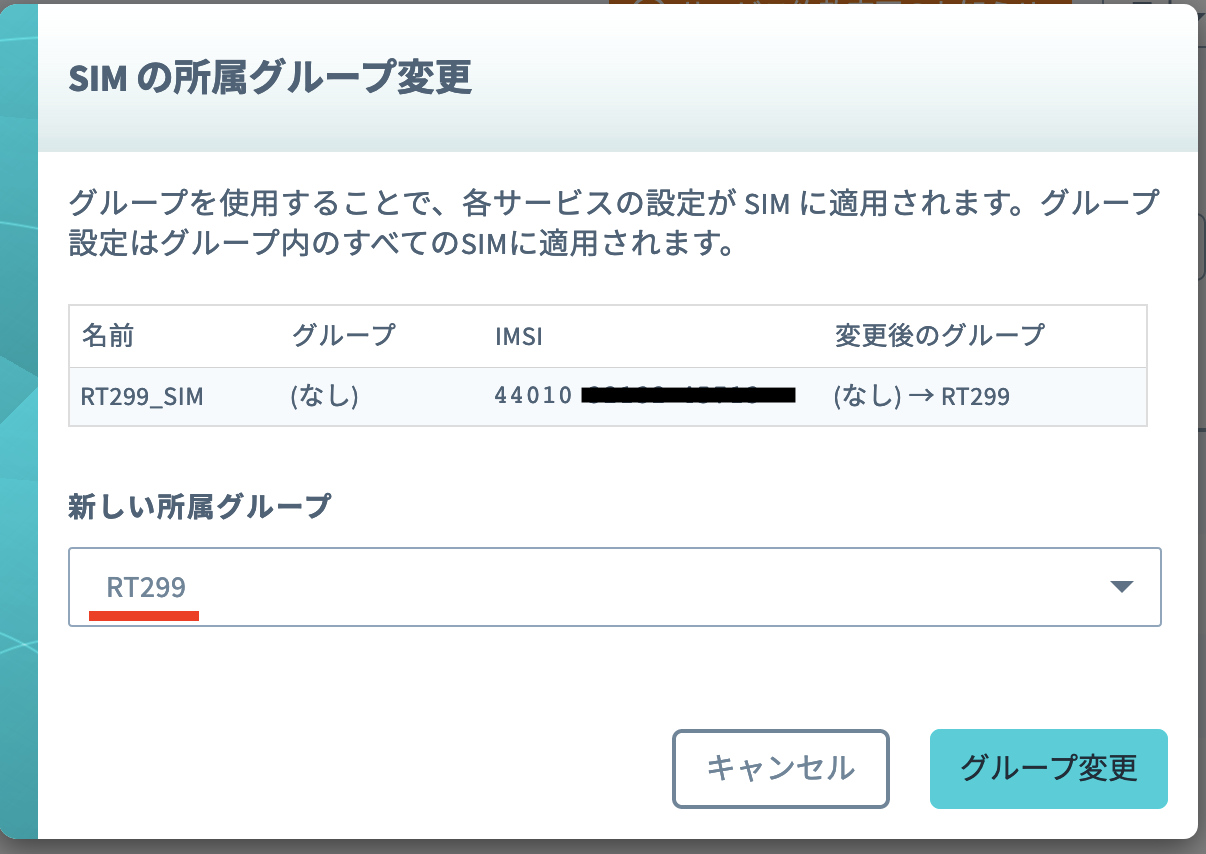 SIM の所属グループ変更
グループを使用することで、各サービスの設定が SIM に適用されます。グループ
設定はグループ内のすべてのSIMに適用されます。
名前 グループ IMSI 変更後のグループ
RT299_SIM (なし) 44010 (なし) → RT299
新しい所属グループ
RT299
キャンセル グループ変更